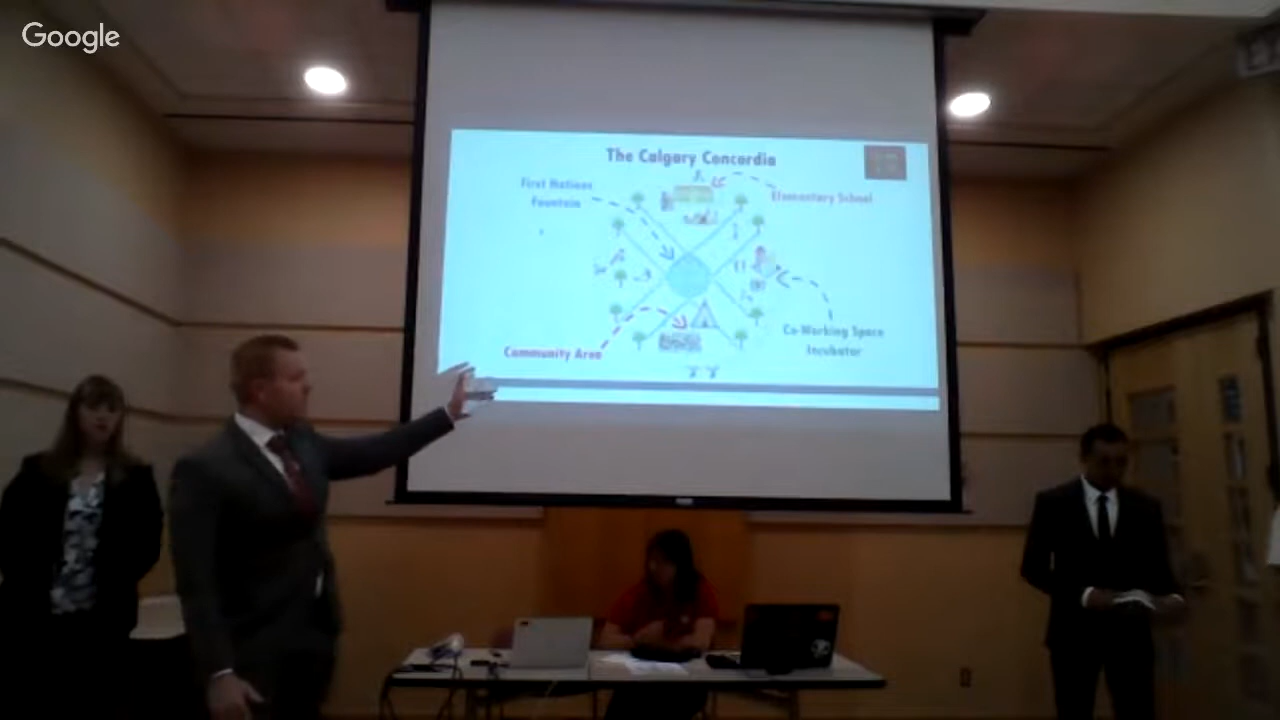 Google
The Calgary Concordia
First Nations
Fountain
Elementary School
Co-Working Space
Incubator
Community Area